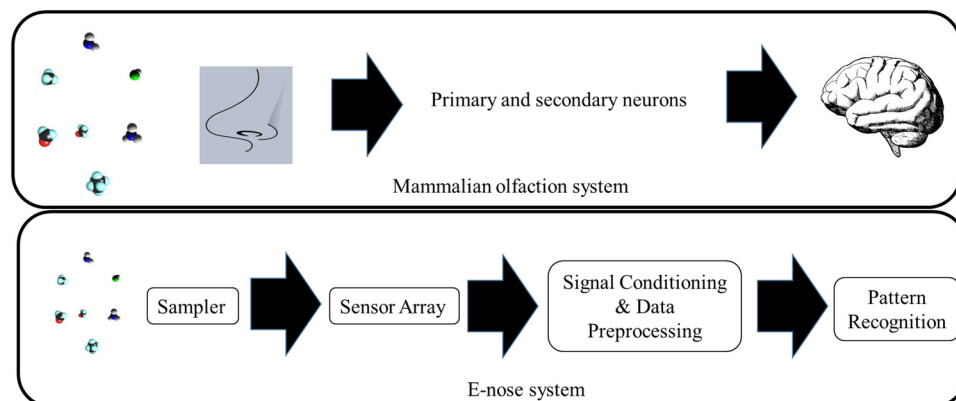 Primary and secondary neurons
Mammalian olfaction system
Sampler
Sensor Array
Signal Conditioning
& Data
Preprocessing
Pattern
Recognition
E-nose system